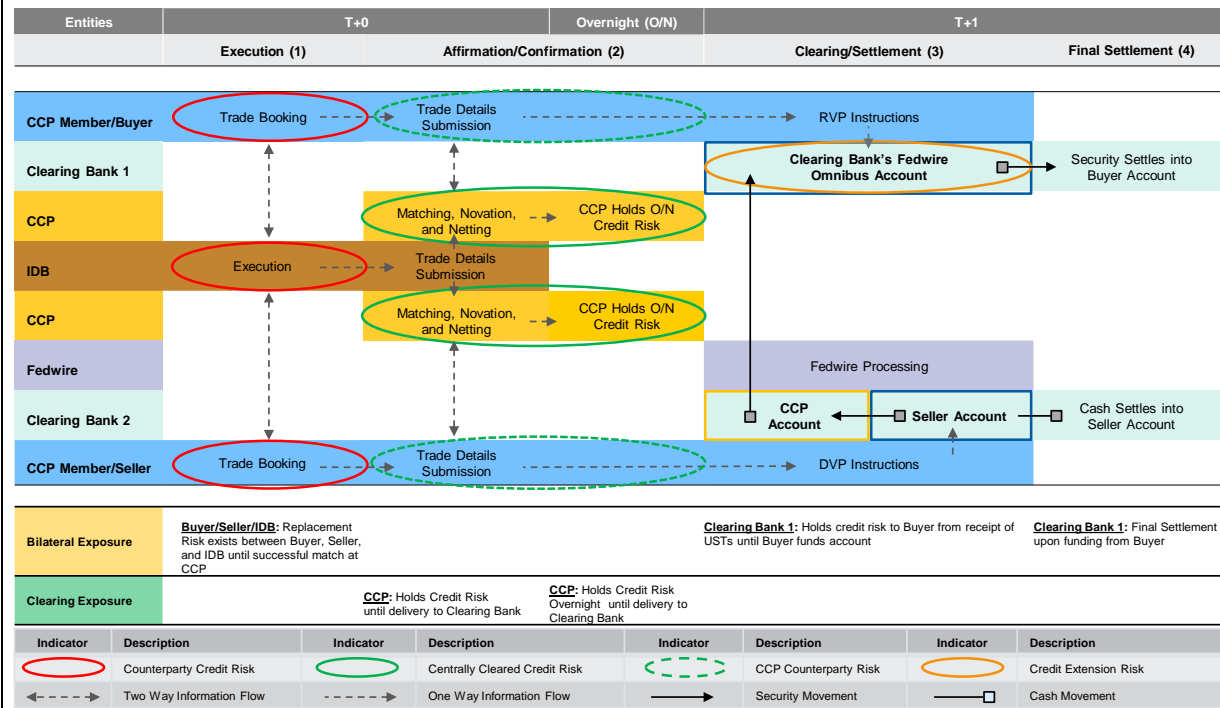 Entities T+0 Overnight (O/N) T+1
Execution (1) Affirmation/Confirmation (2) Clearing/Settlement (3) Final Settlement (4)
CCP Member/Buyer Trade Booking Trade Details
Submission RVP Instructions
Clearing Bank 1 Clearing Bank's Fedwire
Omnibus Account Security Settles into
Buyer Account
CCP Matching, Novation,
and Netting CCP Holds O/N
Credit Risk
IDB Execution Trade Details
Submission
CCP Matching, Novation,
and Netting CCP Holds O/N
Credit Risk
Fedwire Fedwire Processing
Clearing Bank 2 CCP
Account Seller Account Cash Settles into
Seller Account
CCP Member/Seller Trade Booking Trade Details
Submission DVP Instructions
Bilateral Exposure
Buyer/Seller/IDB: Replacement
Risk exists between Buyer, Seller,
and IDB until successful match at
CCP
Clearing Bank 1: Holds credit risk to Buyer from receipt of
USTs until Buyer funds account
Clearing Bank 1: Final Settlement
upon funding from Buyer
Clearing Exposure
CCP: Holds Credit Risk
until delivery to Clearing Bank
CCP: Holds Credit Risk
Overnight until delivery to
Clearing Bank
Indicator Description Indicator Description Indicator Description Indicator Description
Counterparty Credit Risk Centrally Cleared Credit Risk CCP Counterparty Risk Credit Extension Risk
Two Way Information Flow One Way Information Flow Security Movement Cash Movement